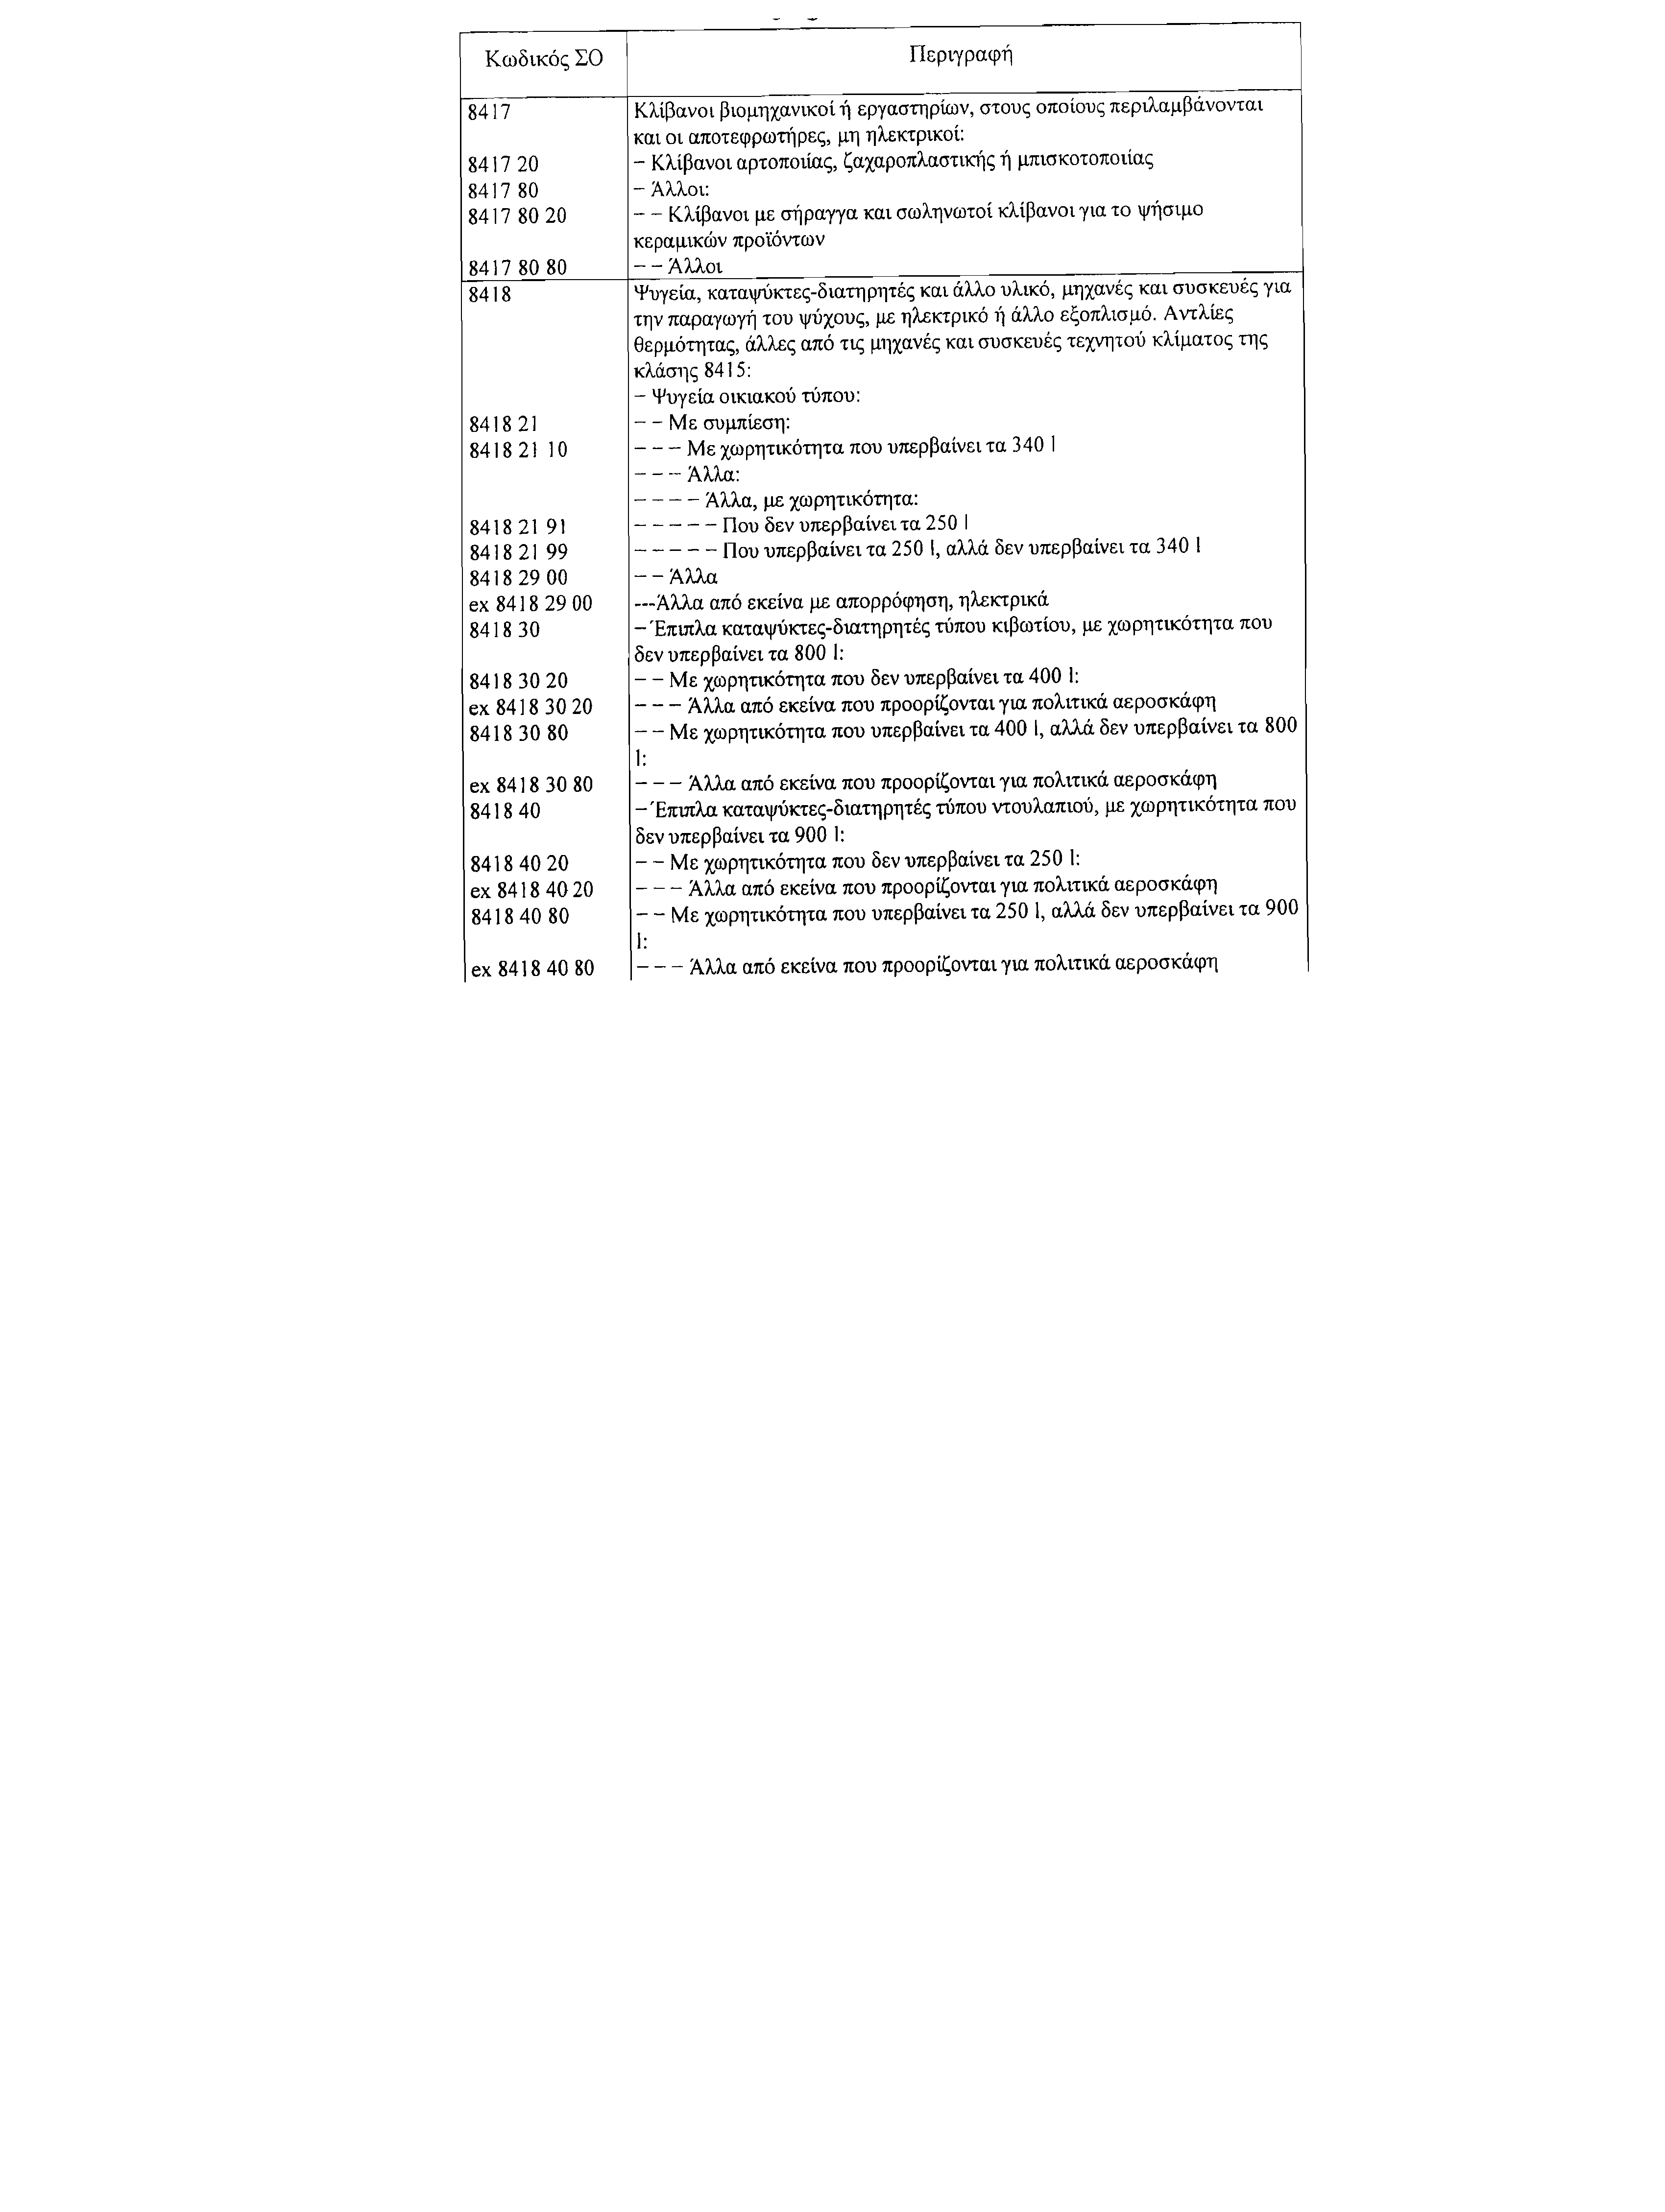 Κωδικός ΣΟ Περιγραφή
8417 Κλίβανοι βιομηχανικοί ή εργαστηρίων, στους οποίους περιλαμβάνονται
και οι αποτεφρωτήρες, μη ηλεκτρικοί:
8417 20 – Κλίβανοι αρτοποιίας, ζαχαροπλαστικής ή μπισκοτοποιίας
8417 80 – Άλλοι:
8417 80 20 – – Κλίβανοι με σήραγγα και σωληνωτοί κλίβανοι για το ψήσιμο
κεραμικών προϊόντων
8417 80 80 – – Άλλοι
8418 Ψυγεία, καταψύκτες-διατηρητές και άλλο υλικό, μηχανές και συσκευές για
την παραγωγή του ψύχους, με ηλεκτρικό ή άλλο εξοπλισμό. Αντλίες
θερμότητας, άλλες από τις μηχανές και συσκευές τεχνητού κλίματος της
κλάσης 8415:
– Ψυγεία οικιακού τύπου:
8418 21 – – Με συμπίεση:
8418 21 10 – – – Με χωρητικότητα που υπερβαίνει τα 340 l
– – – Άλλα:
– – – – Άλλα, με χωρητικότητα:
8418 21 91 – – – – – Που δεν υπερβαίνει τα 250 l
8418 21 99 – – – – – Που υπερβαίνει τα 250 l, αλλά δεν υπερβαίνει τα 340 l
8418 29 00 – – Άλλα
ex 8418 29 00 ---Άλλα από εκείνα με απορρόφηση, ηλεκτρικά
8418 30 – Έπιπλα καταψύκτες-διατηρητές τύπου κιβωτίου, με χωρητικότητα που
δεν υπερβαίνει τα 800 l:
8418 30 20 – – Με χωρητικότητα που δεν υπερβαίνει τα 400 l:
ex 8418 30 20 – – – Άλλα από εκείνα που προορίζονται για πολιτικά αεροσκάφη
8418 30 80 – – Με χωρητικότητα που υπερβαίνει τα 400 l, αλλά δεν υπερβαίνει τα 800
l:
ex 8418 30 80 – – – Άλλα από εκείνα που προορίζονται για πολιτικά αεροσκάφη
8418 40 – Έπιπλα καταψύκτες-διατηρητές τύπου ντουλαπιού, με χωρητικότητα που
δεν υπερβαίνει τα 900 l:
8418 40 20 – – Με χωρητικότητα που δεν υπερβαίνει τα 250 l:
ex 8418 40 20 – – – Άλλα από εκείνα που προορίζονται για πολιτικά αεροσκάφη
8418 40 80 – – Με χωρητικότητα που υπερβαίνει τα 250 l, αλλά δεν υπερβαίνει τα 900
l:
ex 8418 40 80 – – – Άλλα από εκείνα που προορίζονται για πολιτικά αεροσκάφη